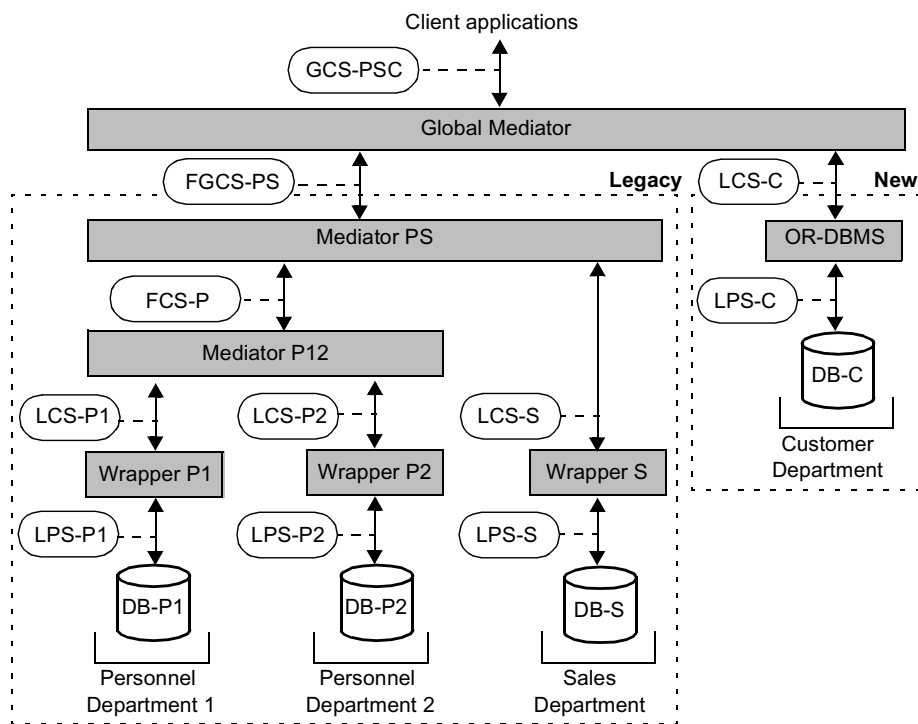 Client applications
GCS-PSC
Global Mediator
FGCS-PS
Legacy
LCS-C
New
Mediator PS
OR-DBMS
FCS-P
LPS-C
Mediator P12
DB-C
LCS-P1
LCS-P2
LCS-S
Customer
Department
Wrapper P1
Wrapper P2
Wrapper S
LPS-P1
LPS-P2
LPS-S
DB-P1
DB-P2
DB-S
Personnel
Department 1
Personnel
Department 2
Sales
Department